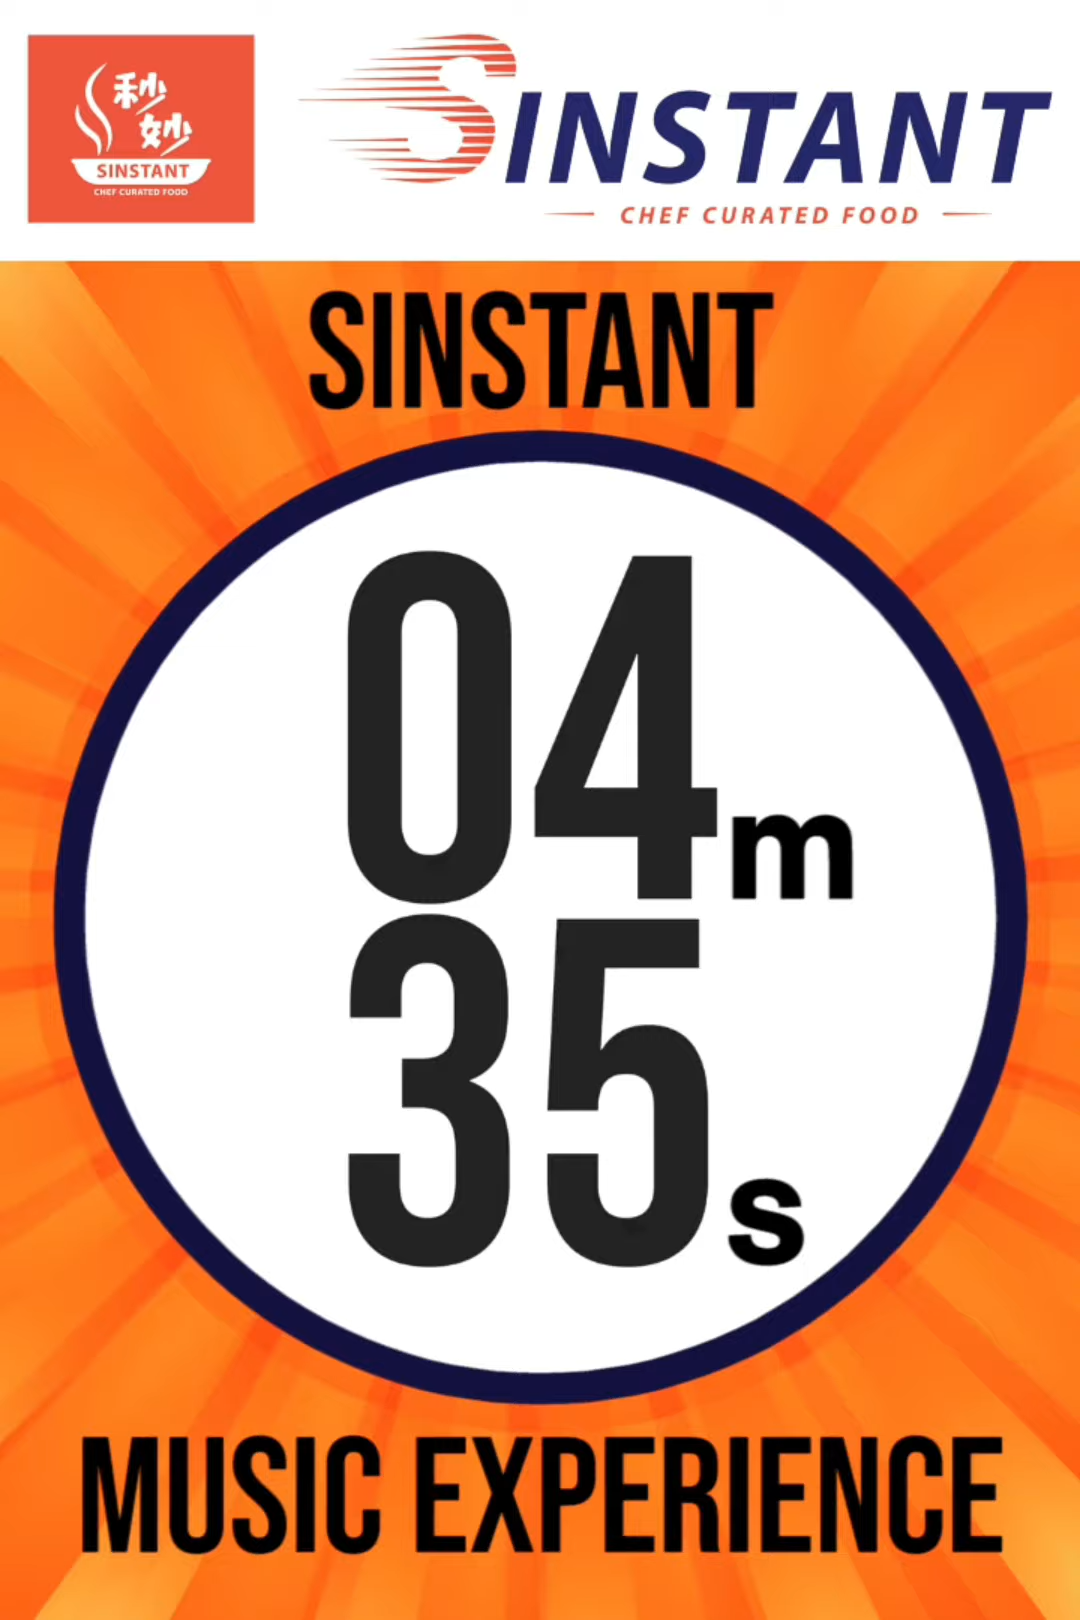 秒
妙
SINSTANT
CHEF CURATED FOOD
SINSTANT
CHEF CURATED FOOD
SINSTANT
04m
35s
MUSIC EXPERIENCE